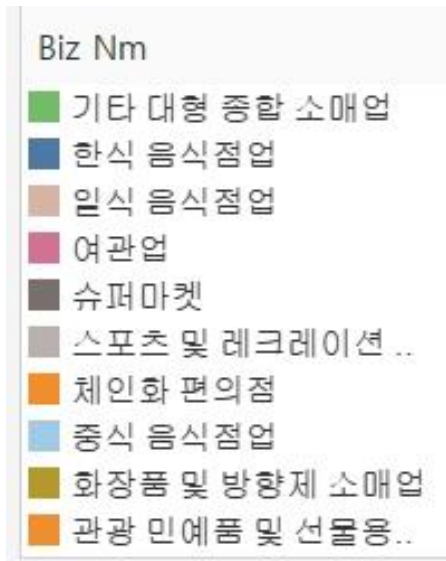 Biz Nm
기타 대형 종합 소매업
한식 음식점업
일식 음식점업
여관업
슈퍼마켓
스포츠 및 레크레이션 ..
체인화 편의점
중식 음식점업
화장품 및 방향제 소매업
관광 민예품 및 선물용..